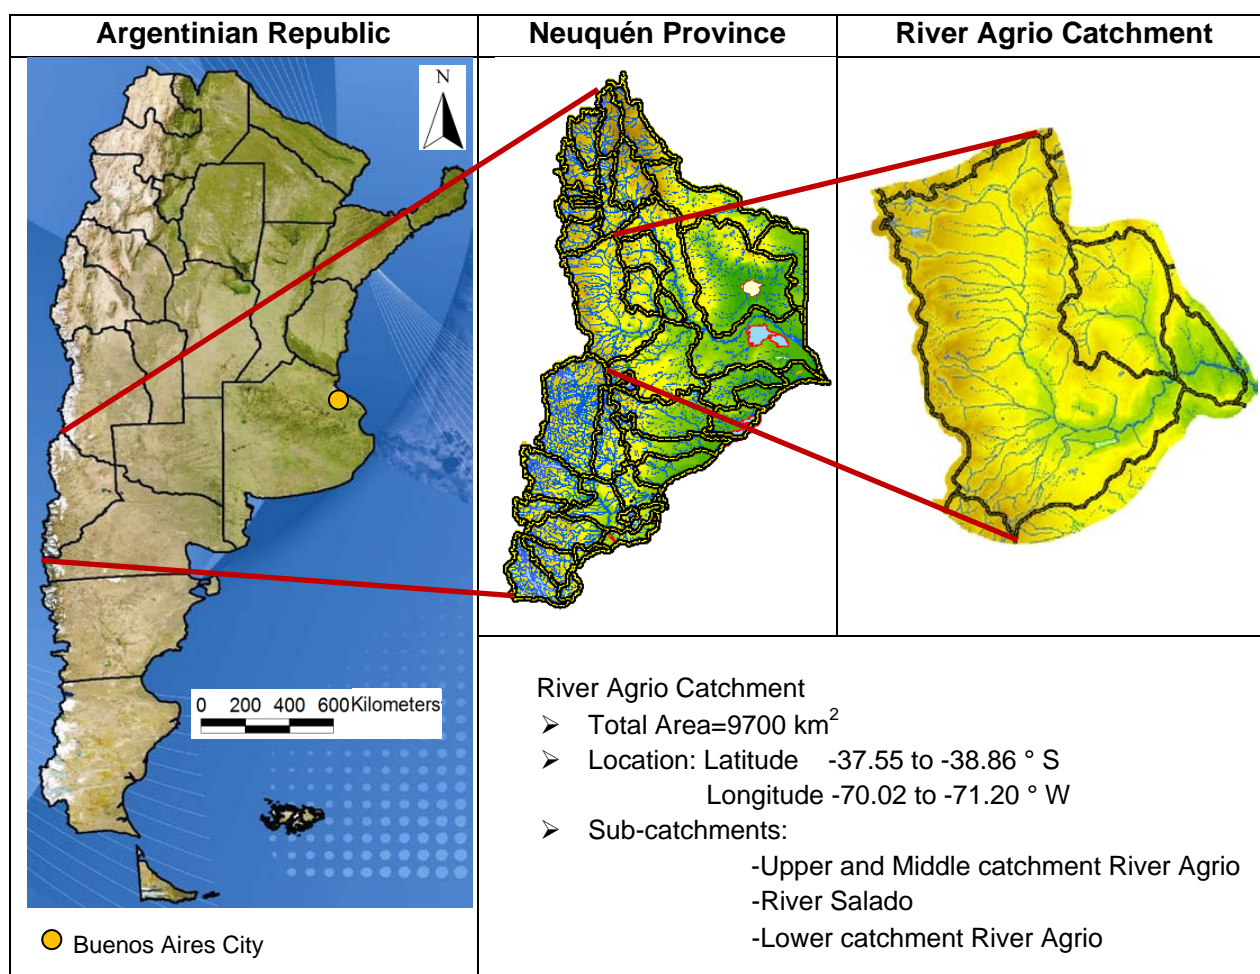 Argentinian Republic
Neuquén Province
River Agrio Catchment
N
0 200 400 600Kilometers
Buenos Aires City
River Agrio Catchment
➢ Total Area=9700 km²
➢ Location: Latitude -37.55 to -38.86 ° S
Longitude -70.02 to -71.20 ° W
➢ Sub-catchments:
-Upper and Middle catchment River Agrio
-River Salado
-Lower catchment River Agrio